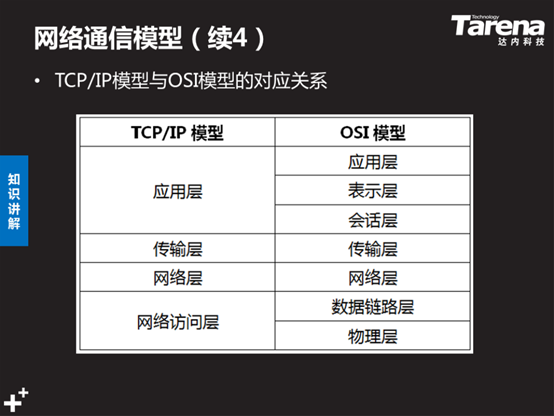 网络通信模型（续4）
Technology
Tarena
达内科技
• TCP/IP模型与OSI模型的对应关系
知识讲解
TCP/IP 模型 OSI 模型
应用层 应用层
表示层
会话层
传输层 传输层
网络层 网络层
网络访问层 数据链路层
物理层